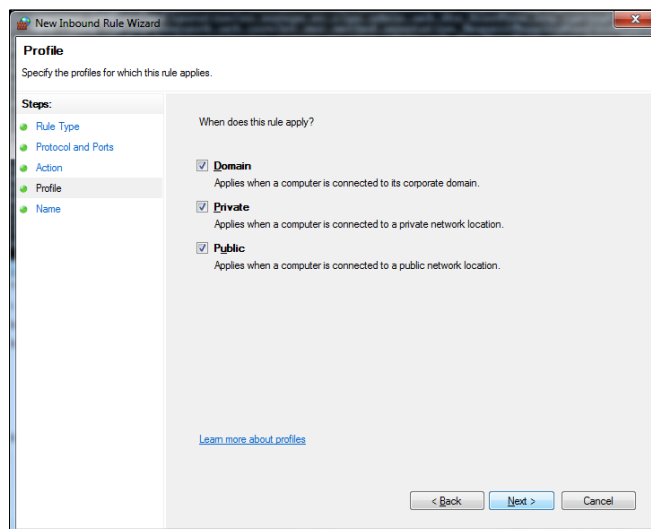 New Inbound Rule Wizard
Profile
Specify the profiles for which this rule applies.
Steps:
Rule Type
Protocol and Ports
Action
Profile
Name
When does this rule apply?
Domain
Applies when a computer is connected to its corporate domain.
Private
Applies when a computer is connected to a private network location.
Public
Applies when a computer is connected to a public network location.
Learn more about profiles
< Back
Next >
Cancel